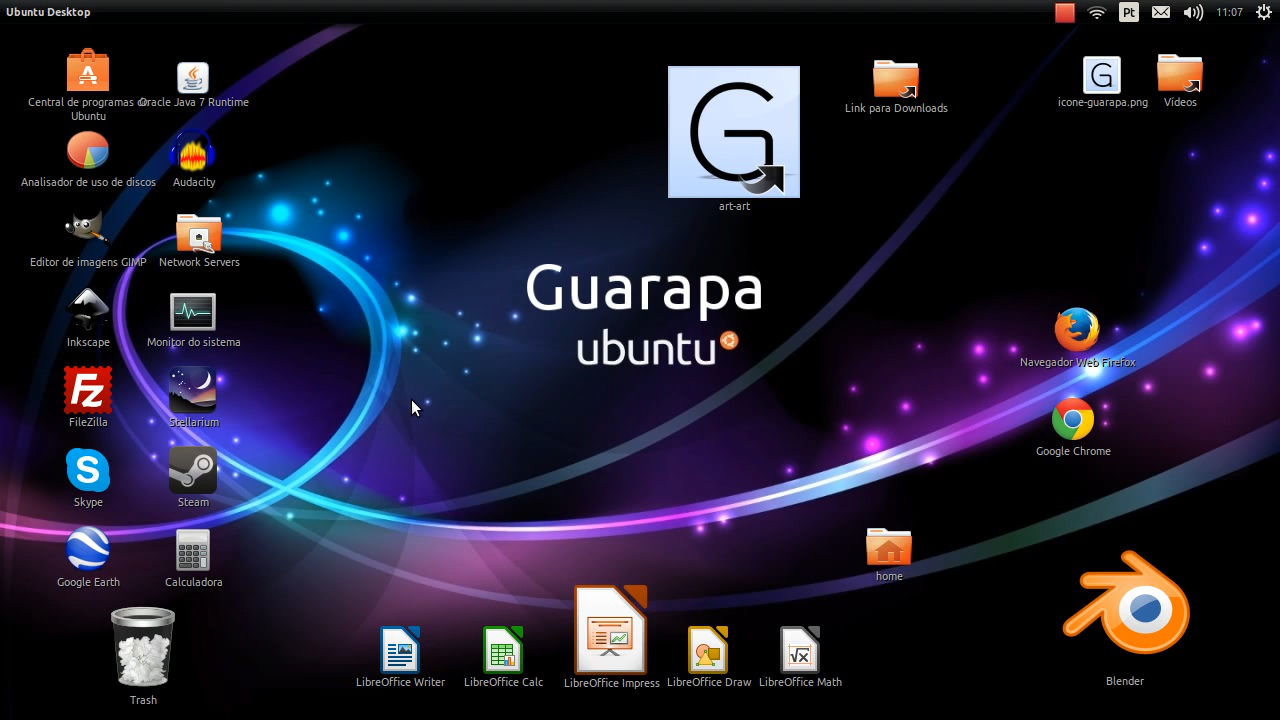 Ubuntu Desktop
Pt
11:07
Central de programas do
Ubuntu
Oracle Java 7 Runtime
G
art-art
Link para Downloads
G
icone-guarapa.png
Vídeos
Analisador de uso de discos
Audacity
Editor de imagens GIMP
Network Servers
Guarapa
ubuntu
Inkscape
Monitor do sistema
Navegador Web Firefox
Fz
FileZilla
Stellarium
Google Chrome
S
Skype
Steam
Google Earth
Calculadora
home
Trash
LibreOffice Writer
LibreOffice Calc
LibreOffice Impress
LibreOffice Draw
√x
LibreOffice Math
Blender